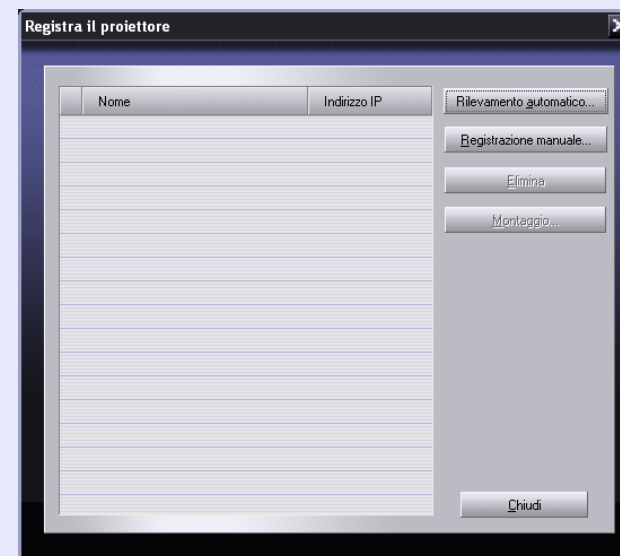 Registra il proiettore
Nome Indirizzo IP
Rilevamento automatico...
Registrazione manuale...
Elimina
Montaggio...
Chiudi